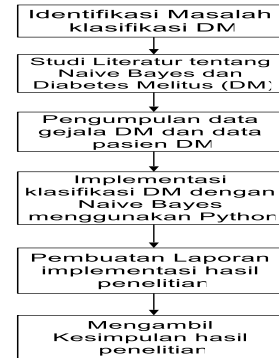 Identifikasi Masalah
klasifikasi DM
Studi Literatur tentang
Naive Bayes dan
Diabetes Melitus (DM)
Pengumpulan data
gejala DM dan data
pasien DM
Implementasi
klasifikasi DM dengan
Naive Bayes
menggunakan Python
Pembuatan Laporan
implementasi hasil
penelitian
Mengambil
Kesimpulan hasil
penelitian